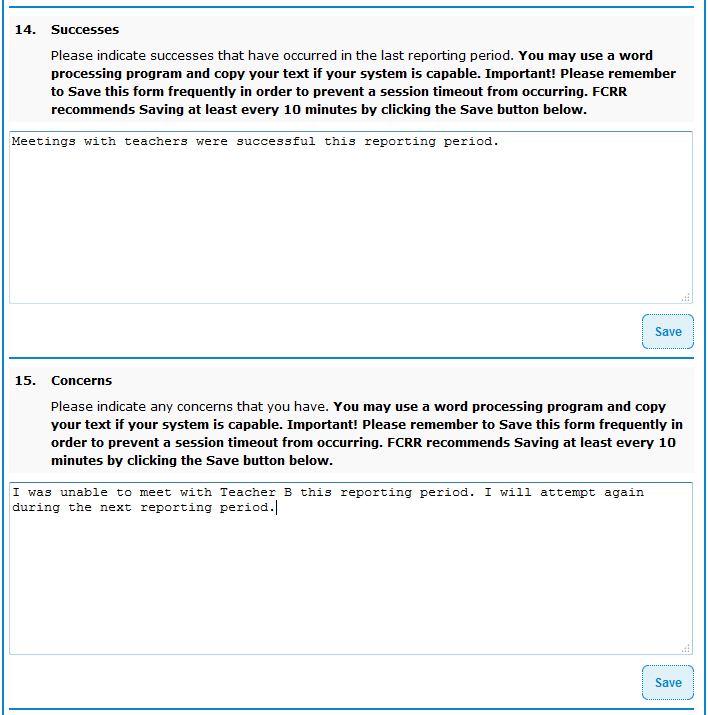 14. Successes
Please indicate successes that have occurred in the last reporting period. You may use a word
processing program and copy your text if your system is capable. Important! Please remember
to Save this form frequently in order to prevent a session timeout from occurring. FCRR
recommends Saving at least every 10 minutes by clicking the Save button below.
Meetings with teachers were successful this reporting period.
Save
15. Concerns
Please indicate any concerns that you have. You may use a word processing program and copy
your text if your system is capable. Important! Please remember to Save this form frequently in
order to prevent a session timeout from occurring. FCRR recommends Saving at least every 10
minutes by clicking the Save button below.
I was unable to meet with Teacher B this reporting period. I will attempt again
during the next reporting period.
Save